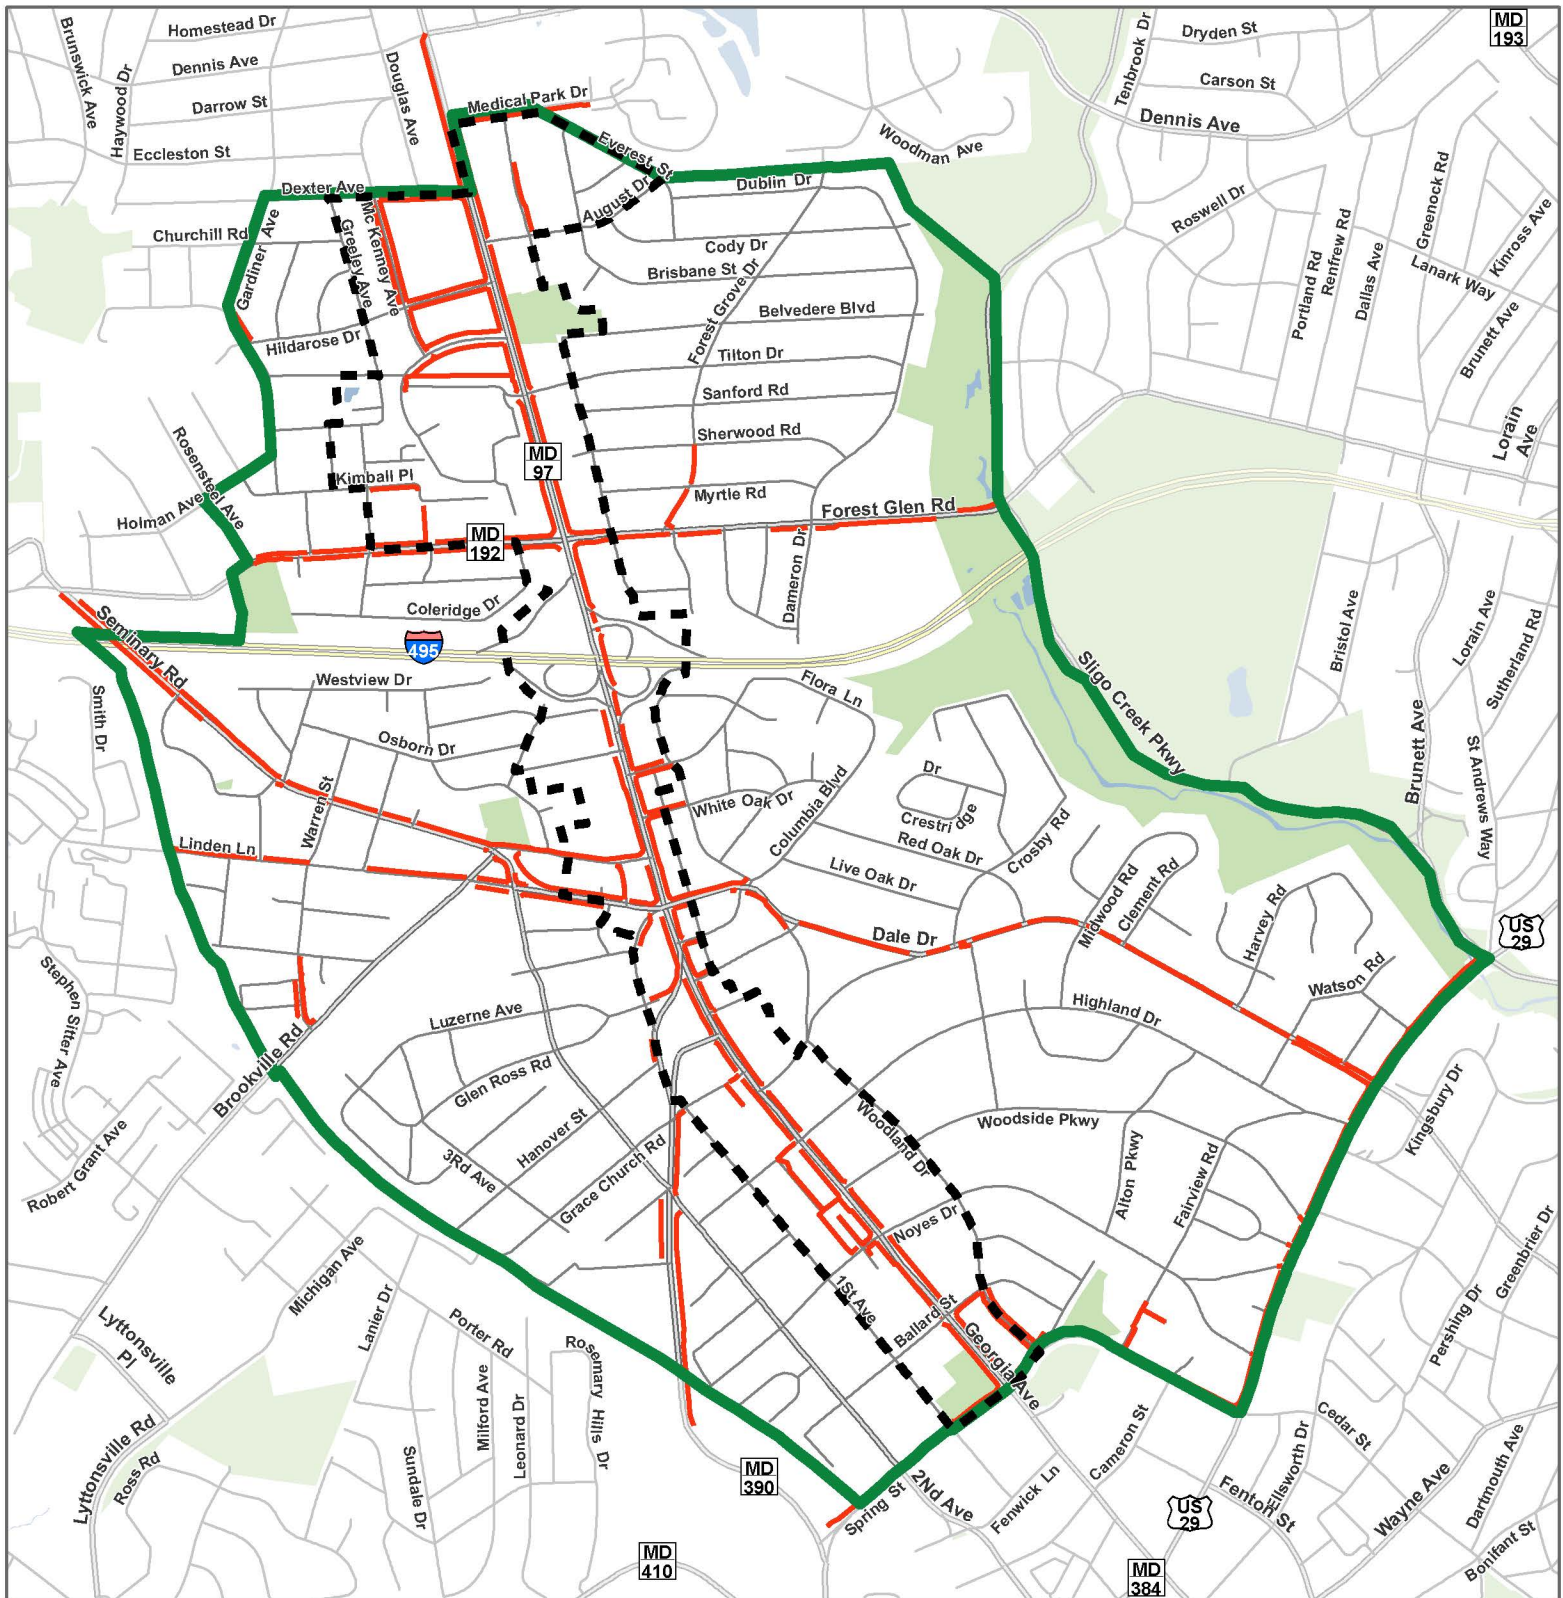 Homestead Dr
Brunswick Ave
Haywood Dr
Dennis Ave
Douglas Ave
Darrow St
Eccleston St
Medical Park Dr
Everest St
Woodman Ave
Tenbrook Dr
Dryden St
MD
193
Carson St
Dennis Ave
Dexter Ave
August Dr
Dublin Dr
Churchill Rd
Gardiner Ave
Greeley Ave
Mc Kenney Ave
Cody Dr
Brisbane St
Forest Grove Dr
Belvedere Blvd
Roswell Dr
Greenock Rd
Kinross Ave
Portland Rd
Renfrew Rd
Dallas Ave
Lanark Way
Brunett Ave
Hildarose Dr
Tilton Dr
Sanford Rd
Sherwood Rd
Lorain
Ave
Rosensteel Ave
MD
97
Kimball Pl
Holman Ave
Myrtle Rd
Forest Glen Rd
MD
192
Dameron Dr
Coleridge Dr
Seminary Rd
495
Bristol Ave
Lorain Ave
Sutherland Rd
Sligo Creek Pkwy
Smith Dr
Westview Dr
Flora Ln
Osborn Dr
Brunett Ave
St Andrews Way
Dr
Crestri dge
Warren St
White Oak Dr
Columbia Blvd
Red Oak Dr
Crosby Rd
Linden Ln
Live Oak Dr
Midwood Rd
Clement Rd
Harvey Rd
US
29
Dale Dr
Watson Rd
Stephen Sitter Ave
Highland Dr
Luzerne Ave
Brookville Rd
Glen Ross Rd
Kingsbury Dr
Woodland Dr
Woodside Pkwy
Hanover St
Robert Grant Ave
3Rd Ave
Grace Church Rd
Alton Pkwy
Fairview Rd
Noyes Dr
Greenbrier Dr
Michigan Ave
1St Ave
Ballard St
Georgia Ave
Lanier Dr
Lyttonsville
Pl
Porter Rd
Rosemary Hills Dr
Pershing Dr
Milford Ave
Leonard Dr
Lyttonsville Rd
Ross Rd
Sundale Dr
Cameron St
Cedar St
Ellsworth Dr
Dartmouth Ave
MD
390
2Nd Ave
Spring St
Fenwick Ln
US
29
Fenton St
Wayne Ave
MD
410
MD
384
Bonifant St